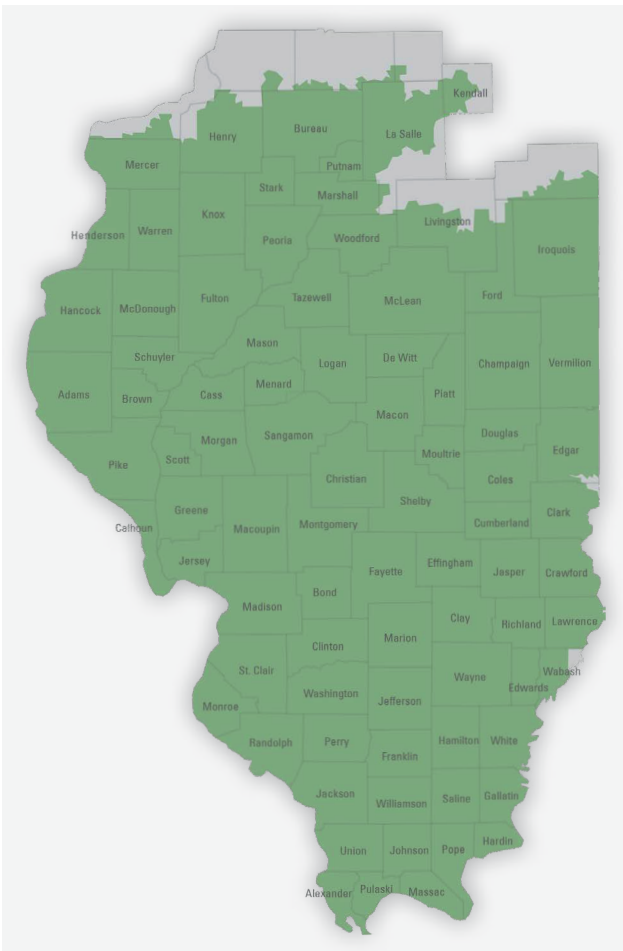 Kendall
Henry
Bureau
La Salle
Mercer
Putnam
Stark
Marshall
Knox
Livingston
Henderson
Warren
Peoria
Woodford
Iroquois
Hancock
McDonough
Fulton
Tazewell
McLean
Ford
Mason
Schuyler
Logan
De Witt
Champaign
Vermilion
Adams
Brown
Cass
Menard
Piatt
Macon
Pike
Scott
Morgan
Sangamon
Moultrie
Douglas
Edgar
Christian
Coles
Shelby
Greene
Calhoun
Macoupin
Montgomery
Cumberland
Clark
Jersey
Fayette
Effingham
Jasper
Crawford
Madison
Bond
Clay
Richland
Lawrence
Clinton
Marion
St. Clair
Wayne
Wabash
Edwards
Washington
Jefferson
Monroe
Randolph
Perry
Franklin
Hamilton
White
Jackson
Williamson
Saline
Gallatin
Union
Johnson
Pope
Hardin
Alexander
Pulaski
Massac